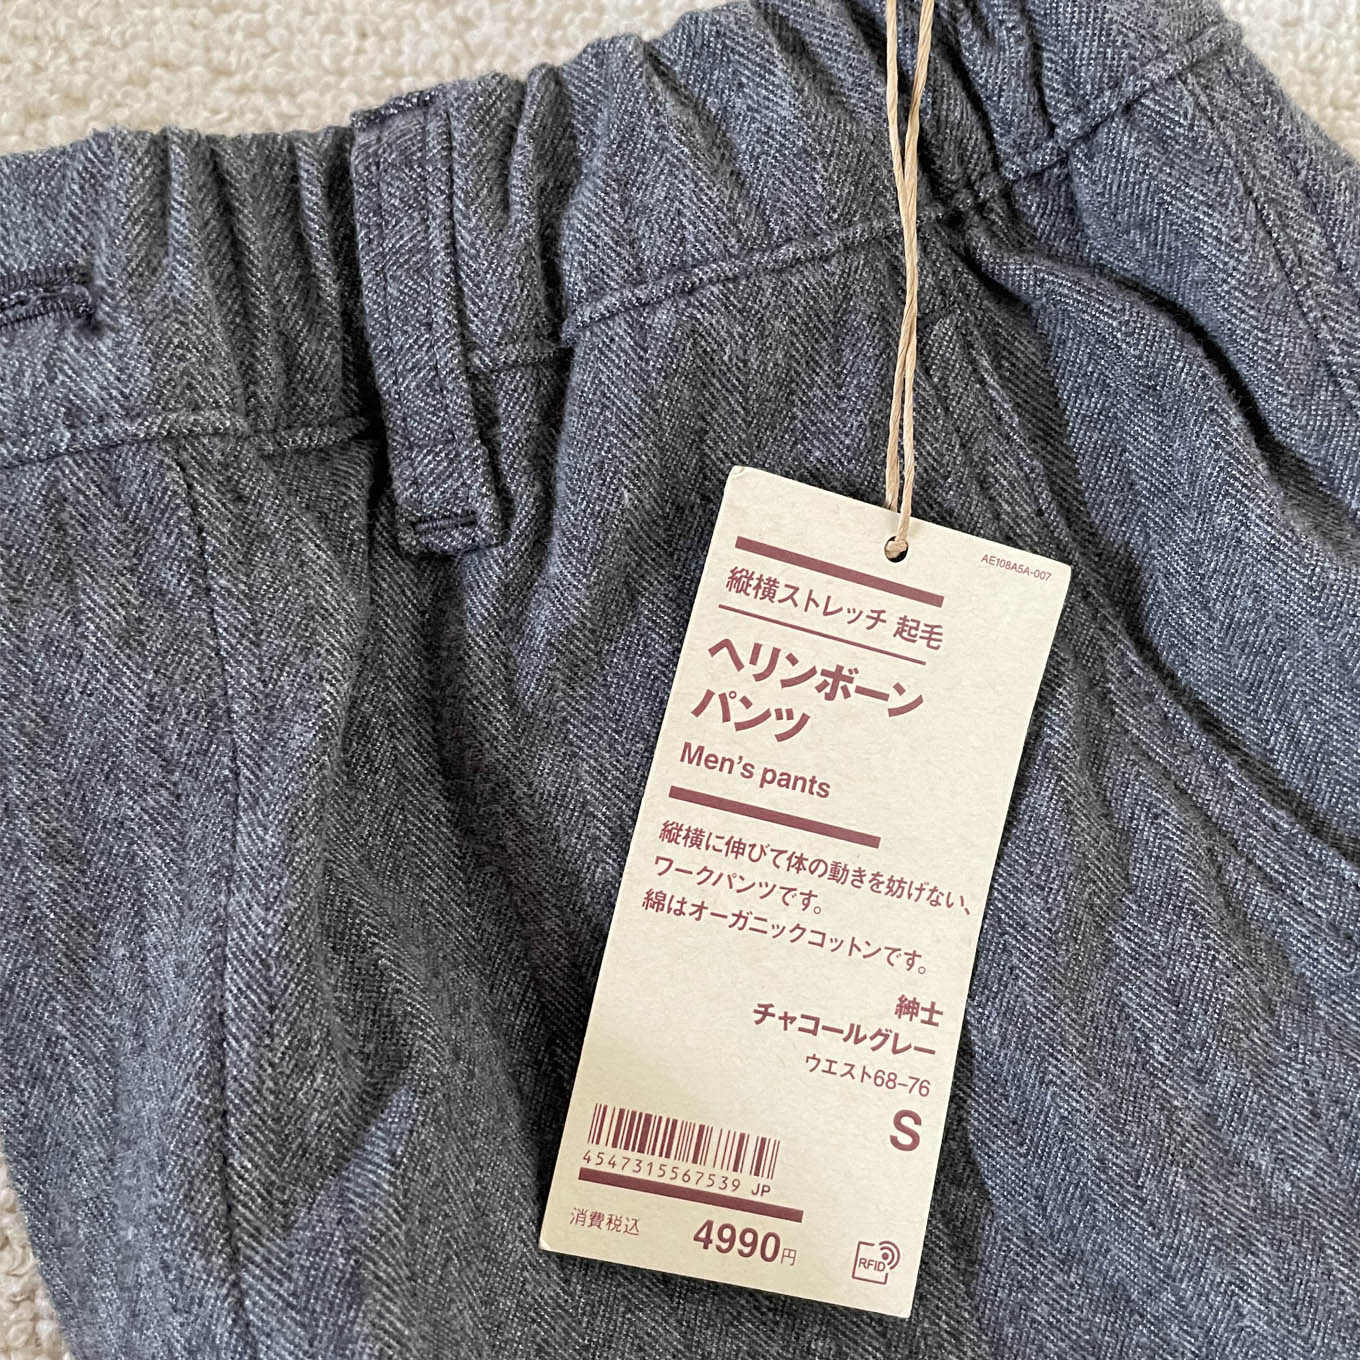 AE108A5A-007
縦横ストレッチ 起毛
ヘリンボーン
パンツ
Men's pants
縦横に伸びて体の動きを妨げない、
ワークパンツです。
綿はオーガニックコットンです。
紳士
チャコールグレー
ウエスト68-76
S
4547315567539 JP
消費税込 4990円
RFID